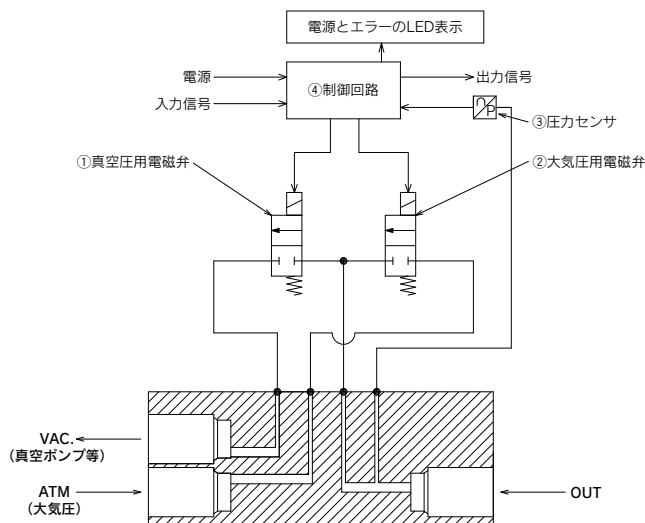 電源とエラーのLED表示
電源
入力信号
④制御回路
出力信号
P
③圧力センサ
①真空圧用電磁弁
②大気圧用電磁弁
VAC.
(真空ポンプ等)
ATM
(大気圧)
OUT